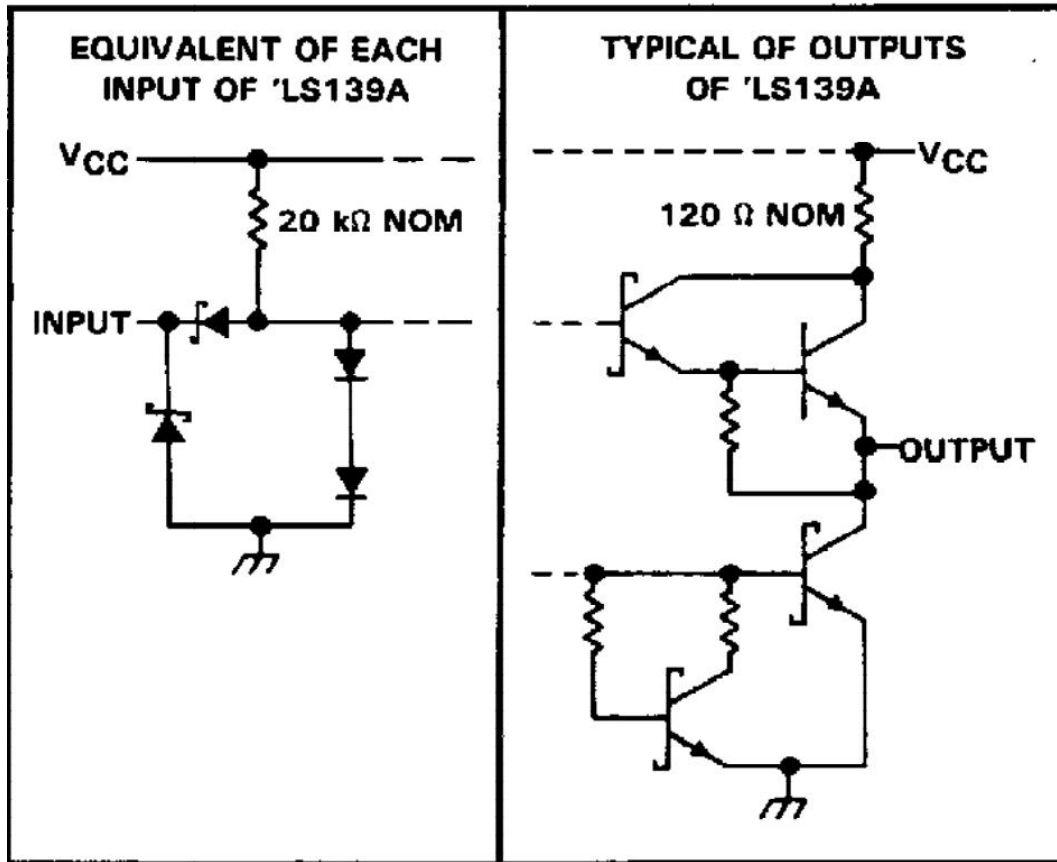 EQUIVALENT OF EACH
INPUT OF 'LS139A
VCC
20 kΩ NOM
INPUT
TYPICAL OF OUTPUTS
OF 'LS139A
VCC
120 Ω NOM
OUTPUT